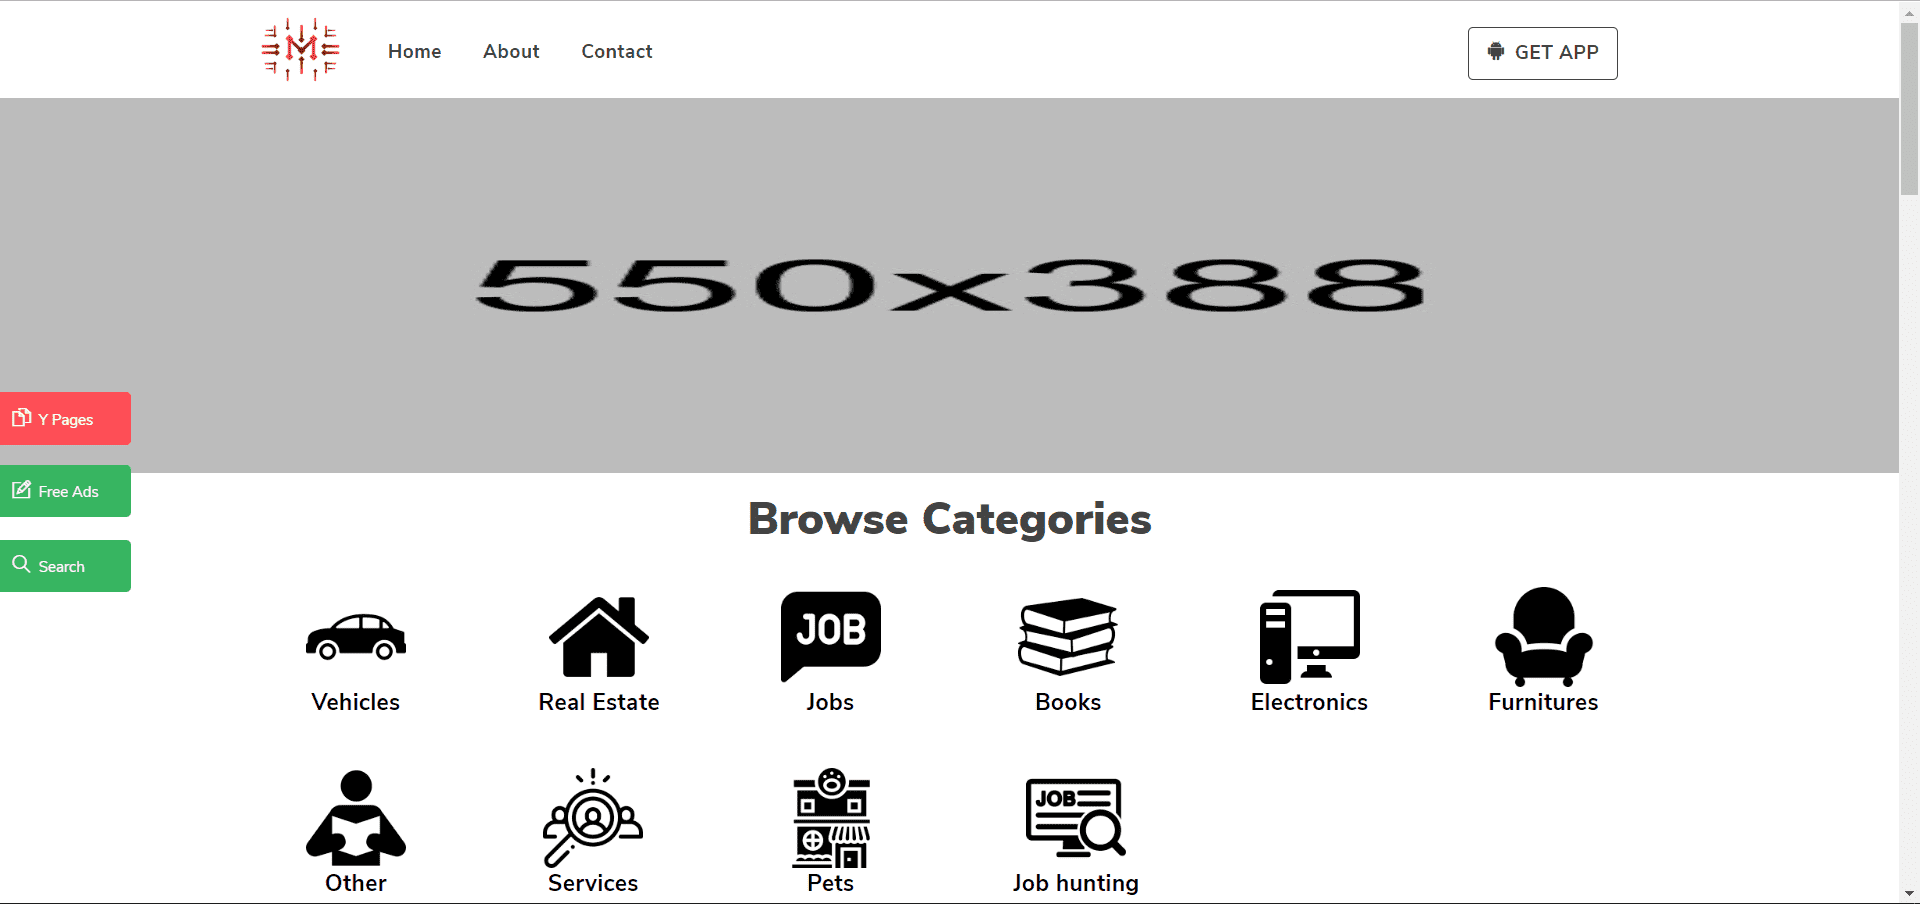 M
Home About Contact
GET APP
550x388
Y Pages
Free Ads
Search
Browse Categories
JOB
Vehicles Real Estate Jobs Books Electronics Furnitures
JOB
Other Services Pets Job hunting